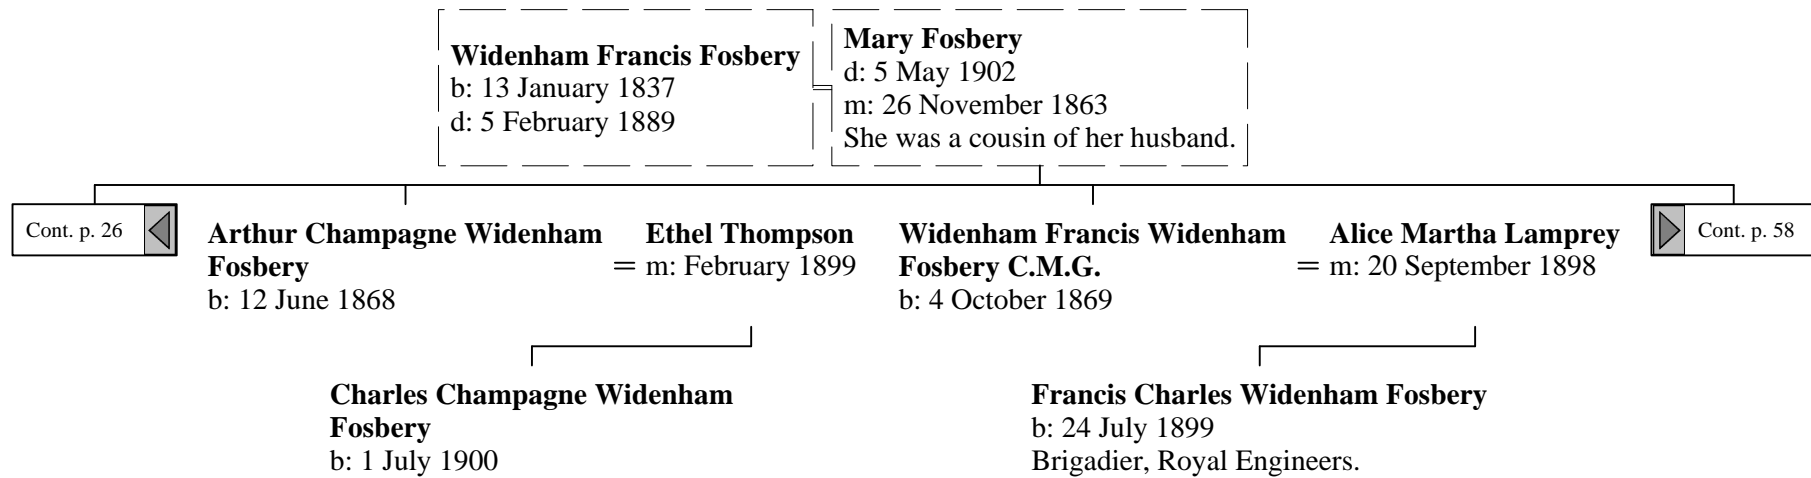 Widenham Francis Fosbery
b: 13 January 1837
d: 5 February 1889
Mary Fosbery
d: 5 May 1902
m: 26 November 1863
She was a cousin of her husband.
Cont. p. 26
Arthur Champagne Widenham
Fosbery
b: 12 June 1868
=
Ethel Thompson
m: February 1899
Widenham Francis Widenham
Fosbery C.M.G.
b: 4 October 1869
=
Alice Martha Lamprey
m: 20 September 1898
Cont. p. 58
Charles Champagne Widenham
Fosbery
b: 1 July 1900
Francis Charles Widenham Fosbery
b: 24 July 1899
Brigadier, Royal Engineers.